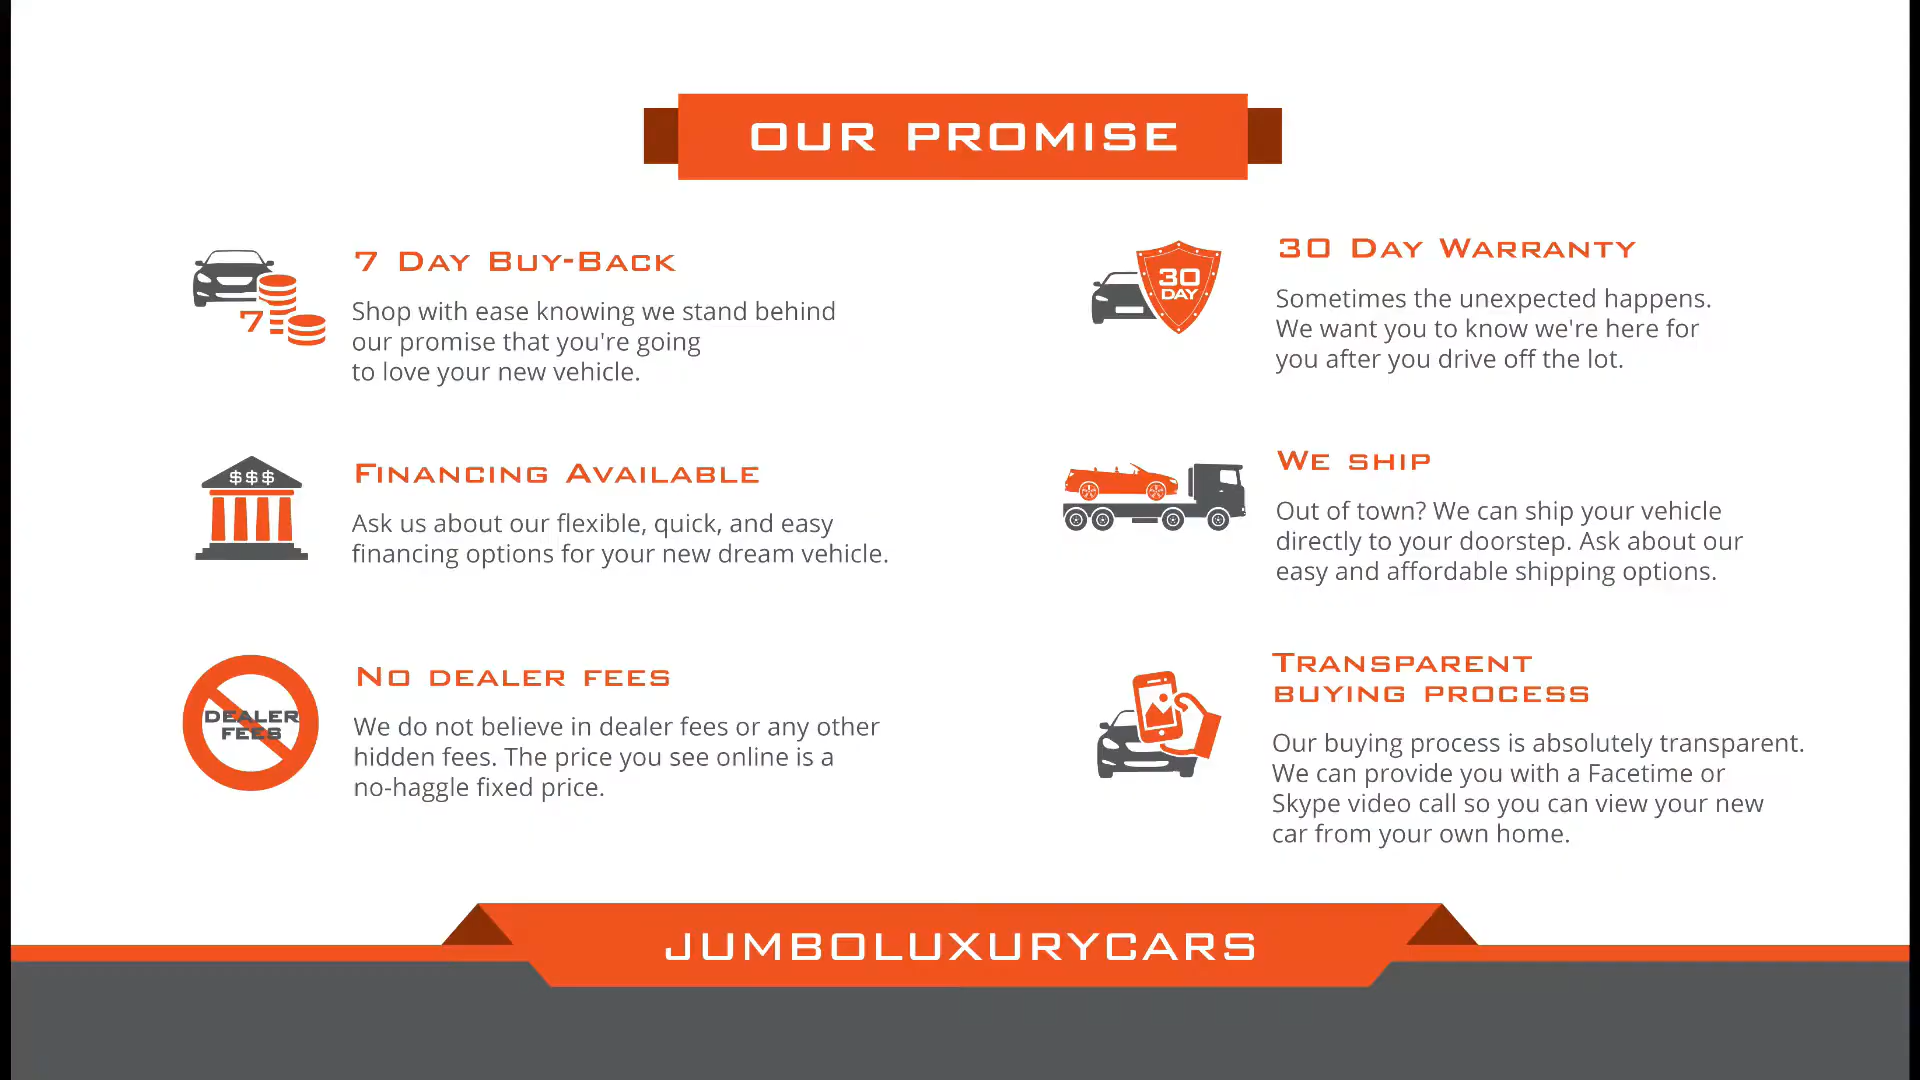 OUR PROMISE
7 DAY BUY-BACK
Shop with ease knowing we stand behind
our promise that you're going
to love your new vehicle.
7
$$$
FINANCING AVAILABLE
Ask us about our flexible, quick, and easy
financing options for your new dream vehicle.
DEALER
FEES
NO DEALER FEES
We do not believe in dealer fees or any other
hidden fees. The price you see online is a
no-haggle fixed price.
30
DAY
30 DAY WARRANTY
Sometimes the unexpected happens.
We want you to know we're here for
you after you drive off the lot.
WE SHIP
Out of town? We can ship your vehicle
directly to your doorstep. Ask about our
easy and affordable shipping options.
TRANSPARENT
BUYING PROCESS
Our buying process is absolutely transparent.
We can provide you with a Facetime or
Skype video call so you can view your new
car from your own home.
JUMBOLUXURYCARS